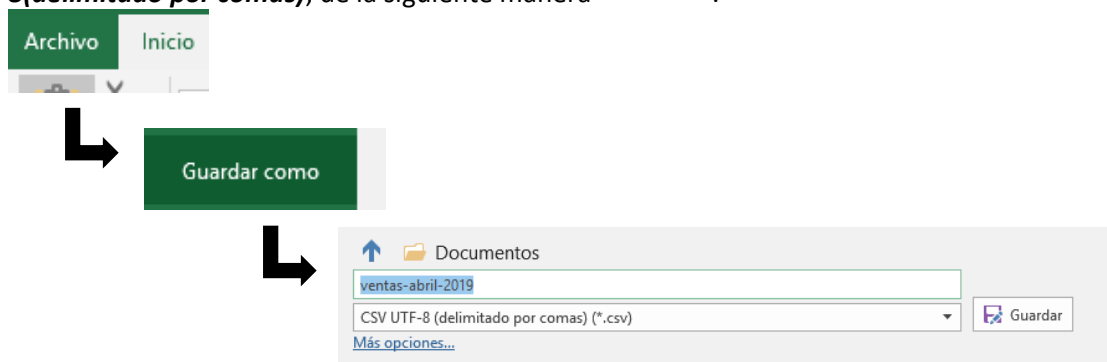 8(delimitado por comas), de la siguiente manera
Archivo Inicio
Guardar como
Documentos
ventas-abril-2019
CSV UTF-8 (delimitado por comas) (*.csv)
Guardar
Más opciones...